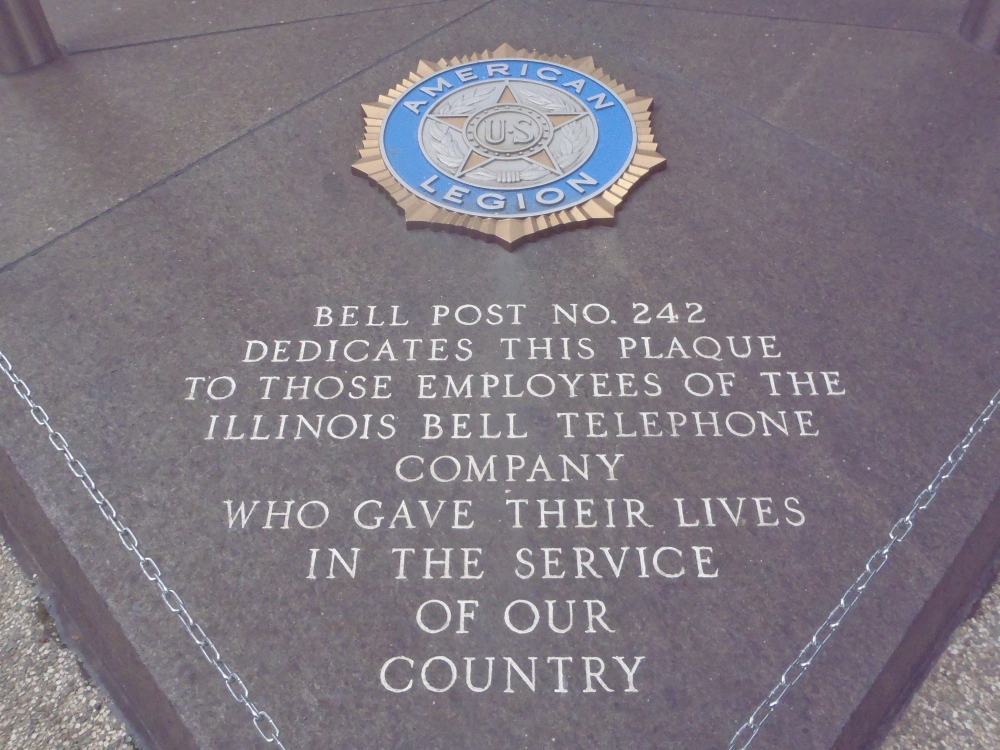 AMERICAN
U·S
LEGION
BELL POST NO. 242
DEDICATES THIS PLAQUE
TO THOSE EMPLOYEES OF THE
ILLINOIS BELL TELEPHONE
COMPANY
WHO GAVE THEIR LIVES
IN THE SERVICE
OF OUR
COUNTRY